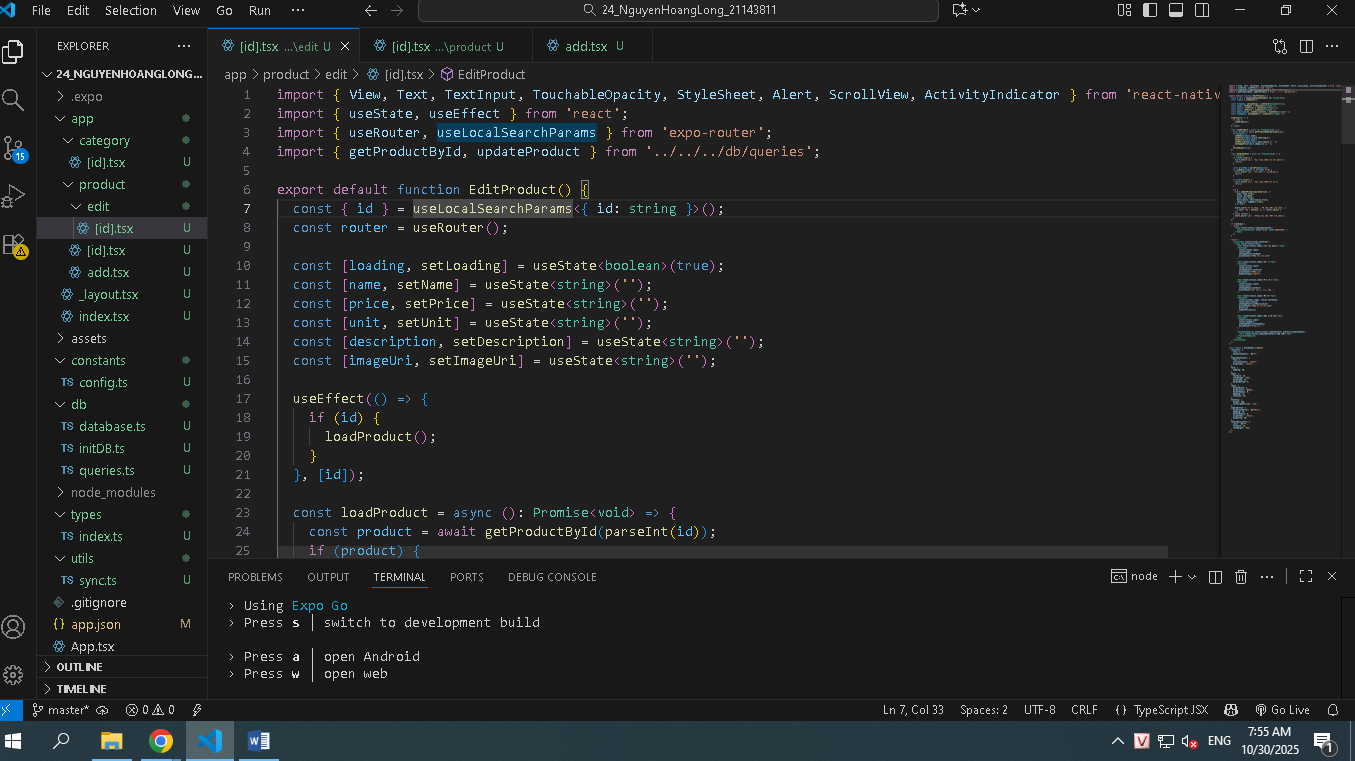 File Edit Selection View Go Run ··· 24_NguyenHoangLong_21143811
EXPLORER ···
24_NGUYENHOANGLONG...
.expo
app
category
[id].tsx U
product
edit
[id].tsx U
[id].tsx U
add.tsx U
_layout.tsx U
index.tsx U
assets
constants
TS config.ts U
db
TS database.ts U
TS initDB.ts U
TS queries.ts U
node_modules
types
TS index.ts U
utils
TS sync.ts U
.gitignore
{} app.json M
App.tsx
OUTLINE
TIMELINE
15
[id].tsx ...\edit U [id].tsx ...\product U add.tsx U
app > product > edit > [id].tsx > EditProduct
1 import { View, Text, TextInput, TouchableOpacity, StyleSheet, Alert, ScrollView, ActivityIndicator } from 'react-nativ
2 import { useState, useEffect } from 'react';
3 import { useRouter, useLocalSearchParams } from 'expo-router';
4 import { getProductById, updateProduct } from '../../../db/queries';
5
6 export default function EditProduct() {
7 const { id } = useLocalSearchParams<{ id: string }>();
8 const router = useRouter();
9
10 const [loading, setLoading] = useState<boolean>(true);
11 const [name, setName] = useState<string>('');
12 const [price, setPrice] = useState<string>('');
13 const [unit, setUnit] = useState<string>('');
14 const [description, setDescription] = useState<string>('');
15 const [imageUri, setImageUri] = useState<string>('');
16
17 useEffect(() => {
18 if (id) {
19 loadProduct();
20 }
21 }, [id]);
22
23 const loadProduct = async (): Promise<void> => {
24 const product = await getProductById(parseInt(id));
25 if (product) {
PROBLEMS OUTPUT TERMINAL PORTS DEBUG CONSOLE node
› Using Expo Go
› Press s │ switch to development build
› Press a │ open Android
› Press w │ open web
master* 0 0 Ln 7, Col 33 Spaces: 2 UTF-8 CRLF {} TypeScript JSX Go Live
W V ENG 7:55 AM
10/30/2025 1